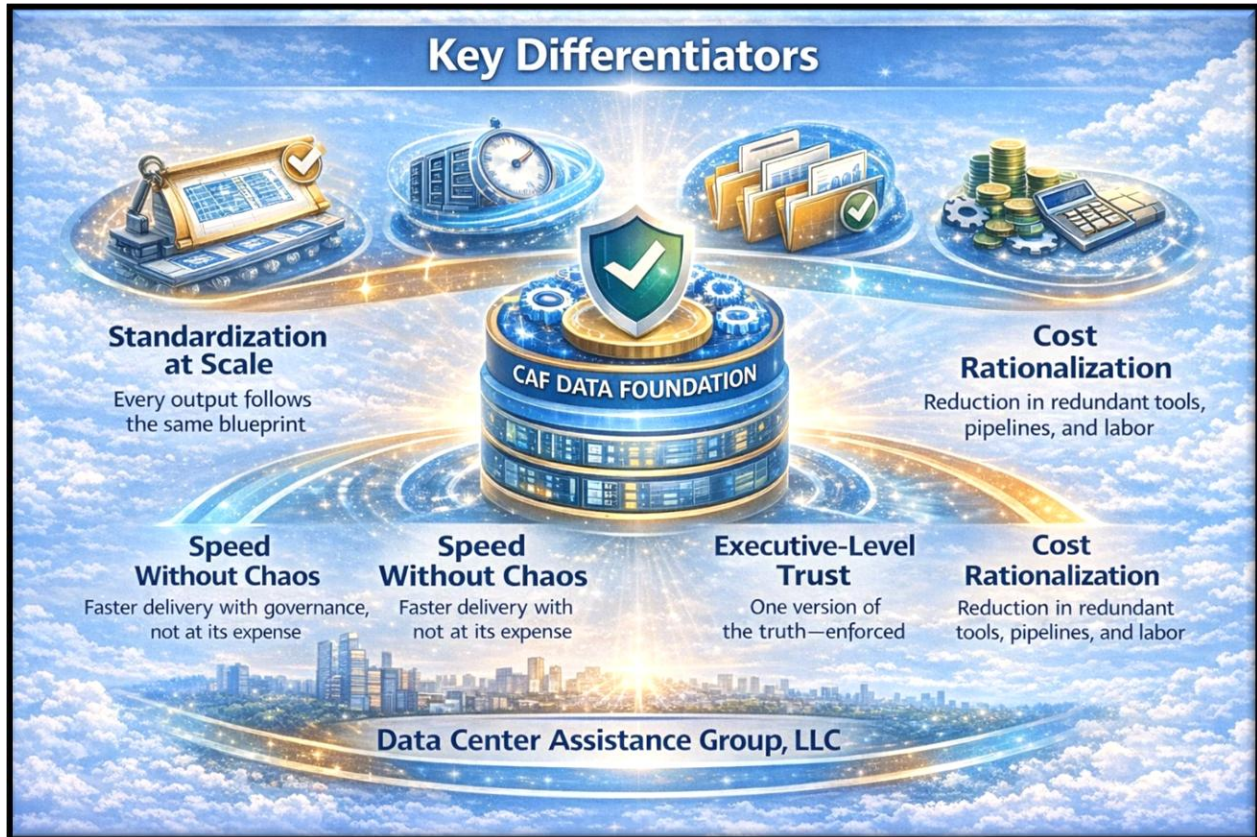 Key Differentiators
CAF DATA FOUNDATION
Standardization
at Scale
Every output follows
the same blueprint
Cost
Rationalization
Reduction in redundant tools,
pipelines, and labor
Speed
Without Chaos
Faster delivery with governance,
not at its expense
Speed
Without Chaos
Faster delivery with
not at its expense
Executive-Level
Trust
One version of
the truth—enforced
Cost
Rationalization
Reduction in redundant
tools, pipelines, and labor
Data Center Assistance Group, LLC